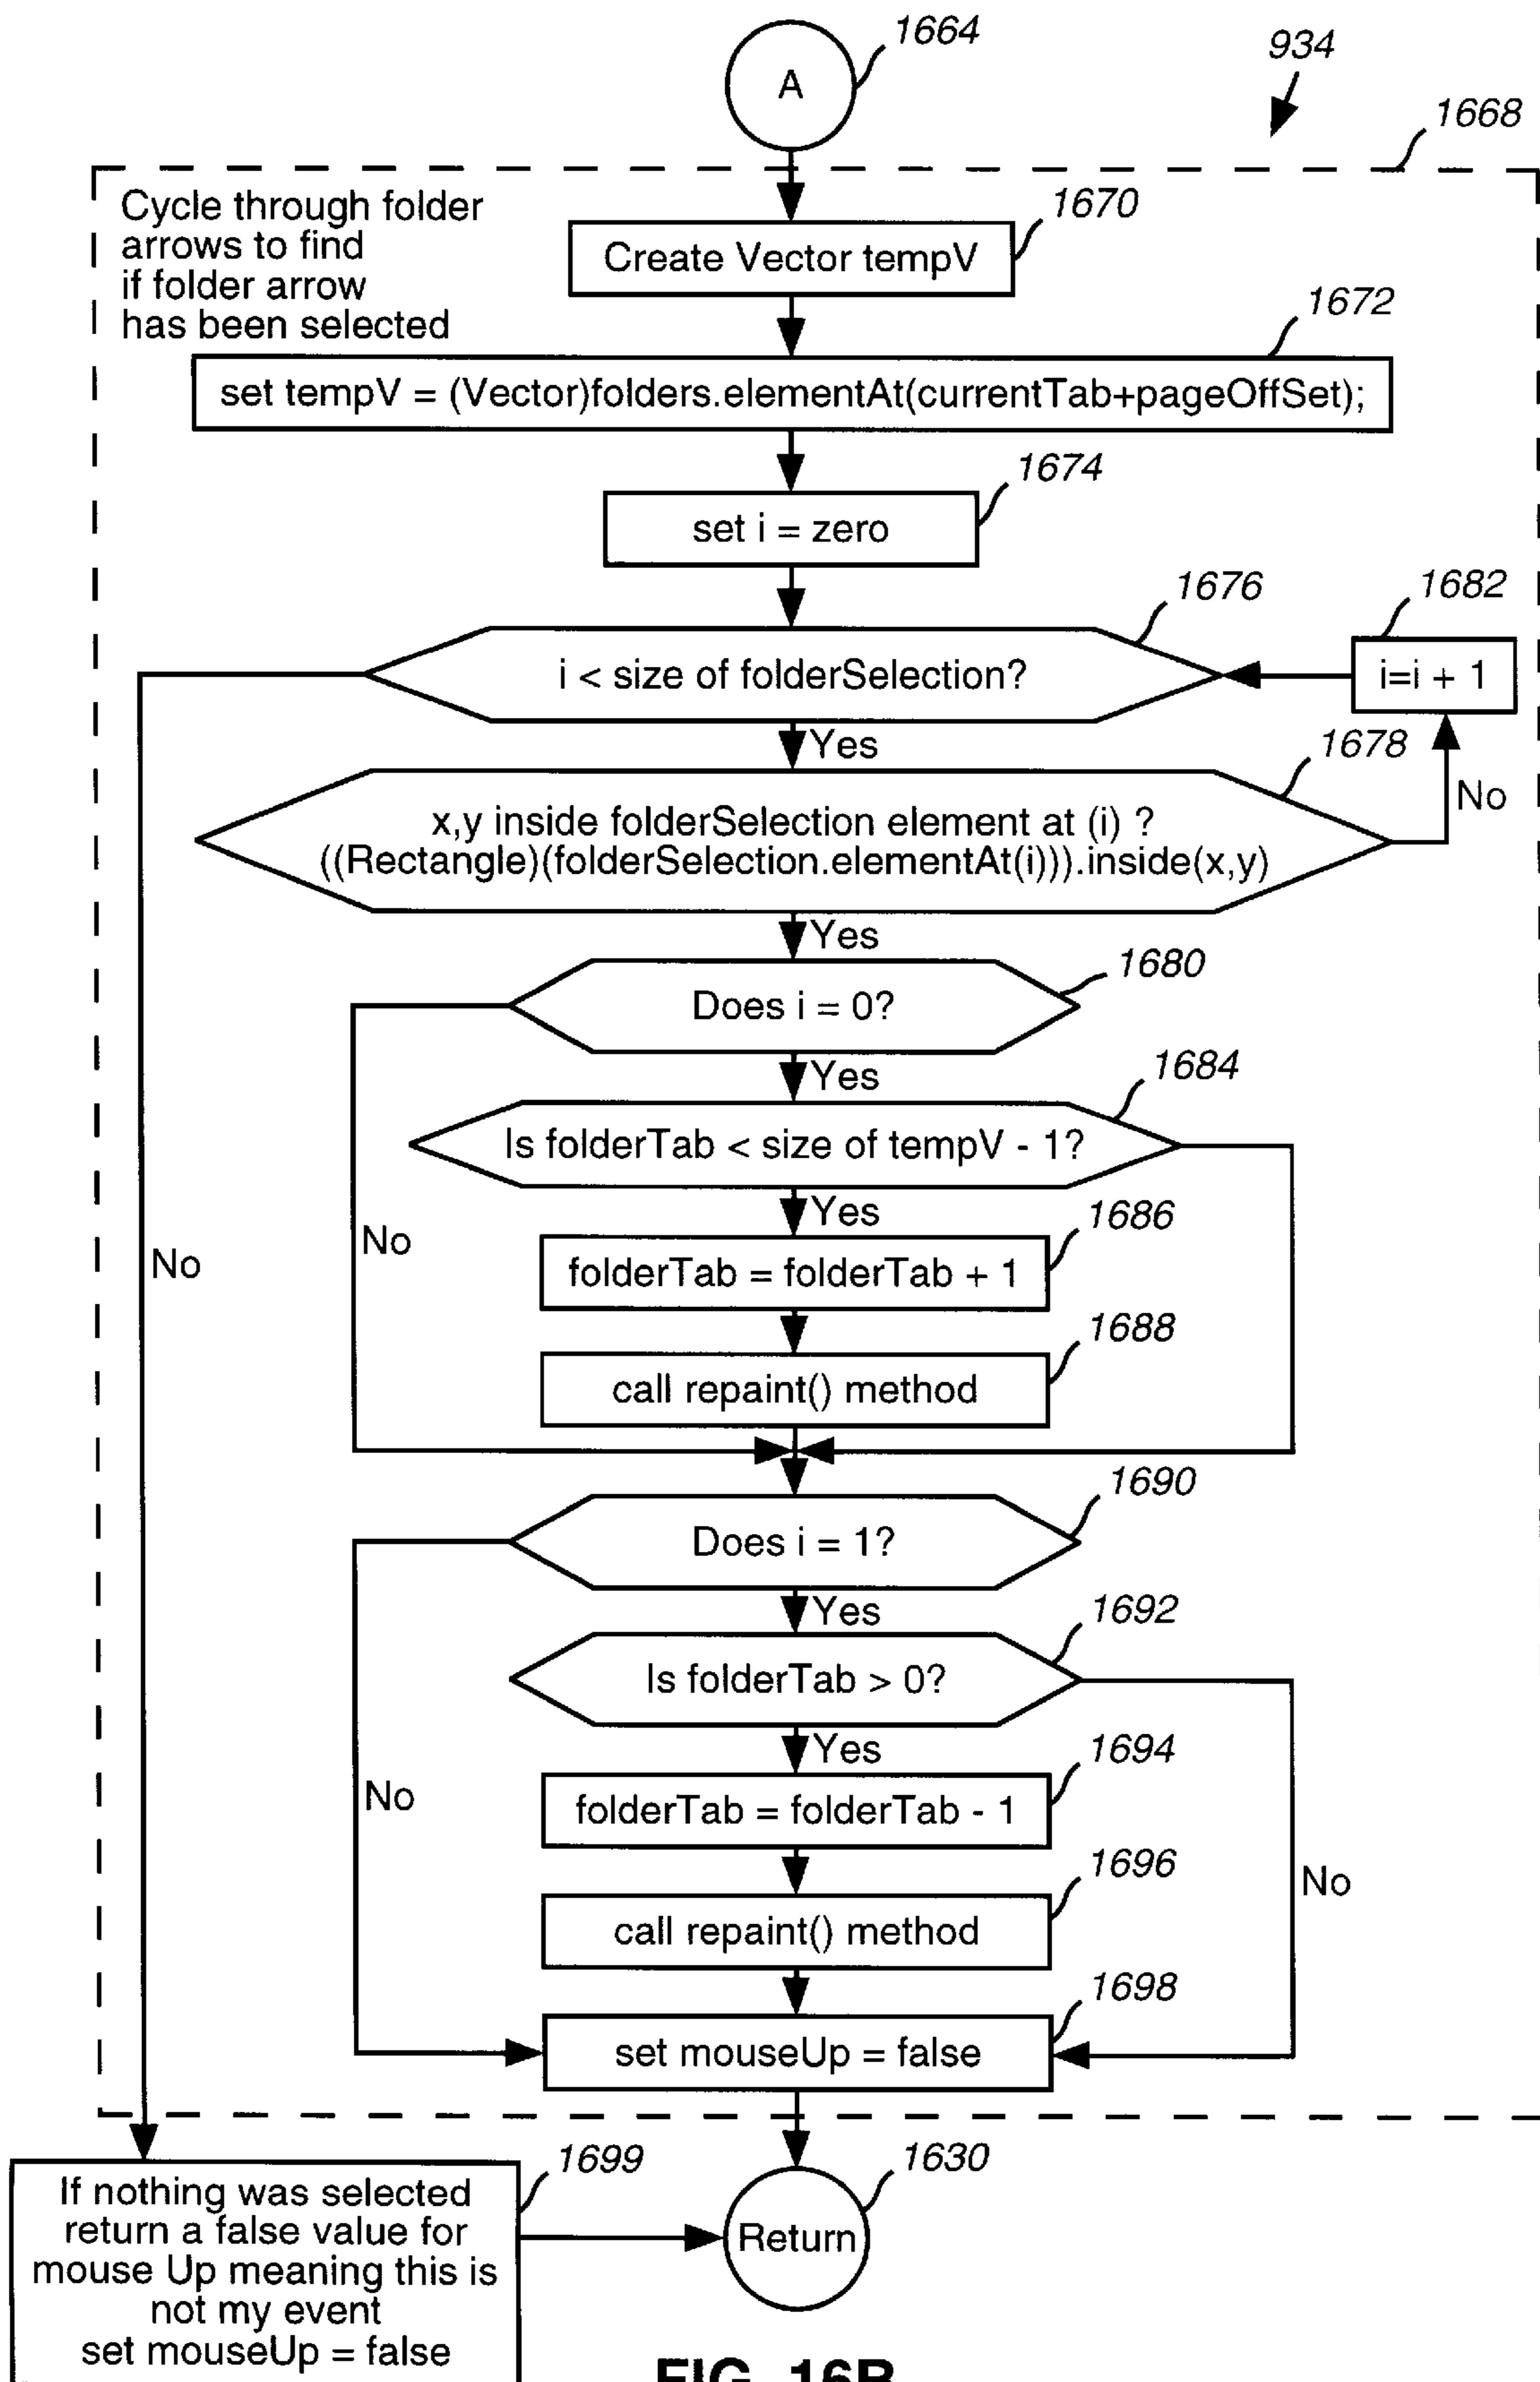 1664
A
934
1668
Cycle through folder
arrows to find
if folder arrow
has been selected
1670
Create Vector tempV
1672
set tempV = (Vector)folders.elementAt(currentTab+pageOffSet);
1674
set i = zero
1676
i < size of folderSelection?
1682
i=i + 1
Yes
1678
No
x,y inside folderSelection element at (i) ?
((Rectangle)(folderSelection.elementAt(i))).inside(x,y)
Yes
1680
Does i = 0?
Yes
1684
Is folderTab < size of tempV - 1?
Yes
1686
No
No
folderTab = folderTab + 1
1688
call repaint() method
1690
Does i = 1?
Yes
1692
Is folderTab > 0?
Yes
1694
No
folderTab = folderTab - 1
1696
No
call repaint() method
1698
set mouseUp = false
1699
If nothing was selected
return a false value for
mouse Up meaning this is
not my event
set mouseUp = false
1630
Return
FIG. 16B